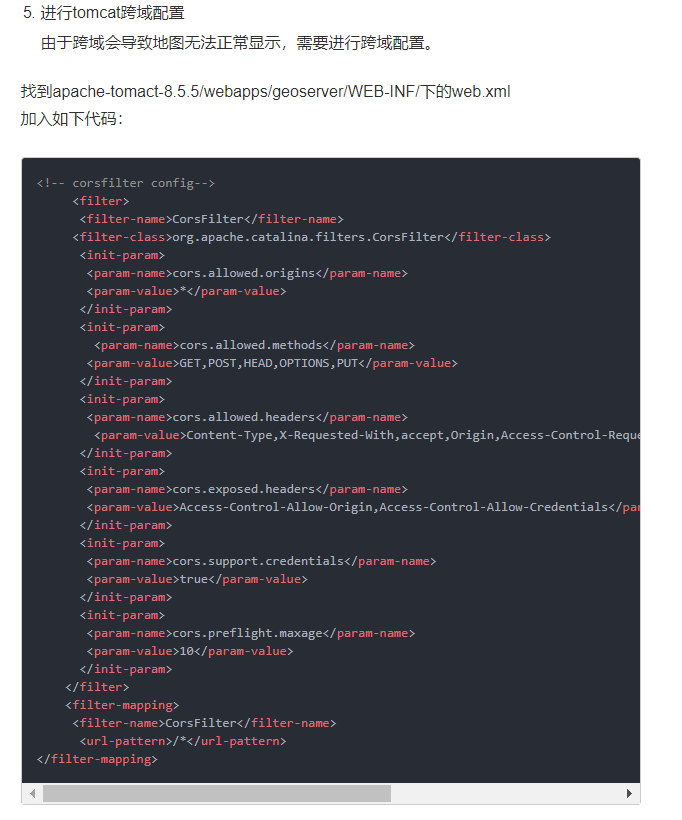 5. 进行tomcat跨域配置
由于跨域会导致地图无法正常显示，需要进行跨域配置。
找到apache-tomact-8.5.5/webapps/geoserver/WEB-INF/下的web.xml
加入如下代码：
<!-- corsfilter config-->
<filter>
<filter-name>CorsFilter</filter-name>
<filter-class>org.apache.catalina.filters.CorsFilter</filter-class>
<init-param>
<param-name>cors.allowed.origins</param-name>
<param-value>*</param-value>
</init-param>
<init-param>
<param-name>cors.allowed.methods</param-name>
<param-value>GET,POST,HEAD,OPTIONS,PUT</param-value>
</init-param>
<init-param>
<param-name>cors.allowed.headers</param-name>
<param-value>Content-Type,X-Requested-With,accept,Origin,Access-Control-Reque
</init-param>
<init-param>
<param-name>cors.exposed.headers</param-name>
<param-value>Access-Control-Allow-Origin,Access-Control-Allow-Credentials</par
</init-param>
<init-param>
<param-name>cors.support.credentials</param-name>
<param-value>true</param-value>
</init-param>
<init-param>
<param-name>cors.preflight.maxage</param-name>
<param-value>10</param-value>
</init-param>
</filter>
<filter-mapping>
<filter-name>CorsFilter</filter-name>
<url-pattern>/*</url-pattern>
</filter-mapping>